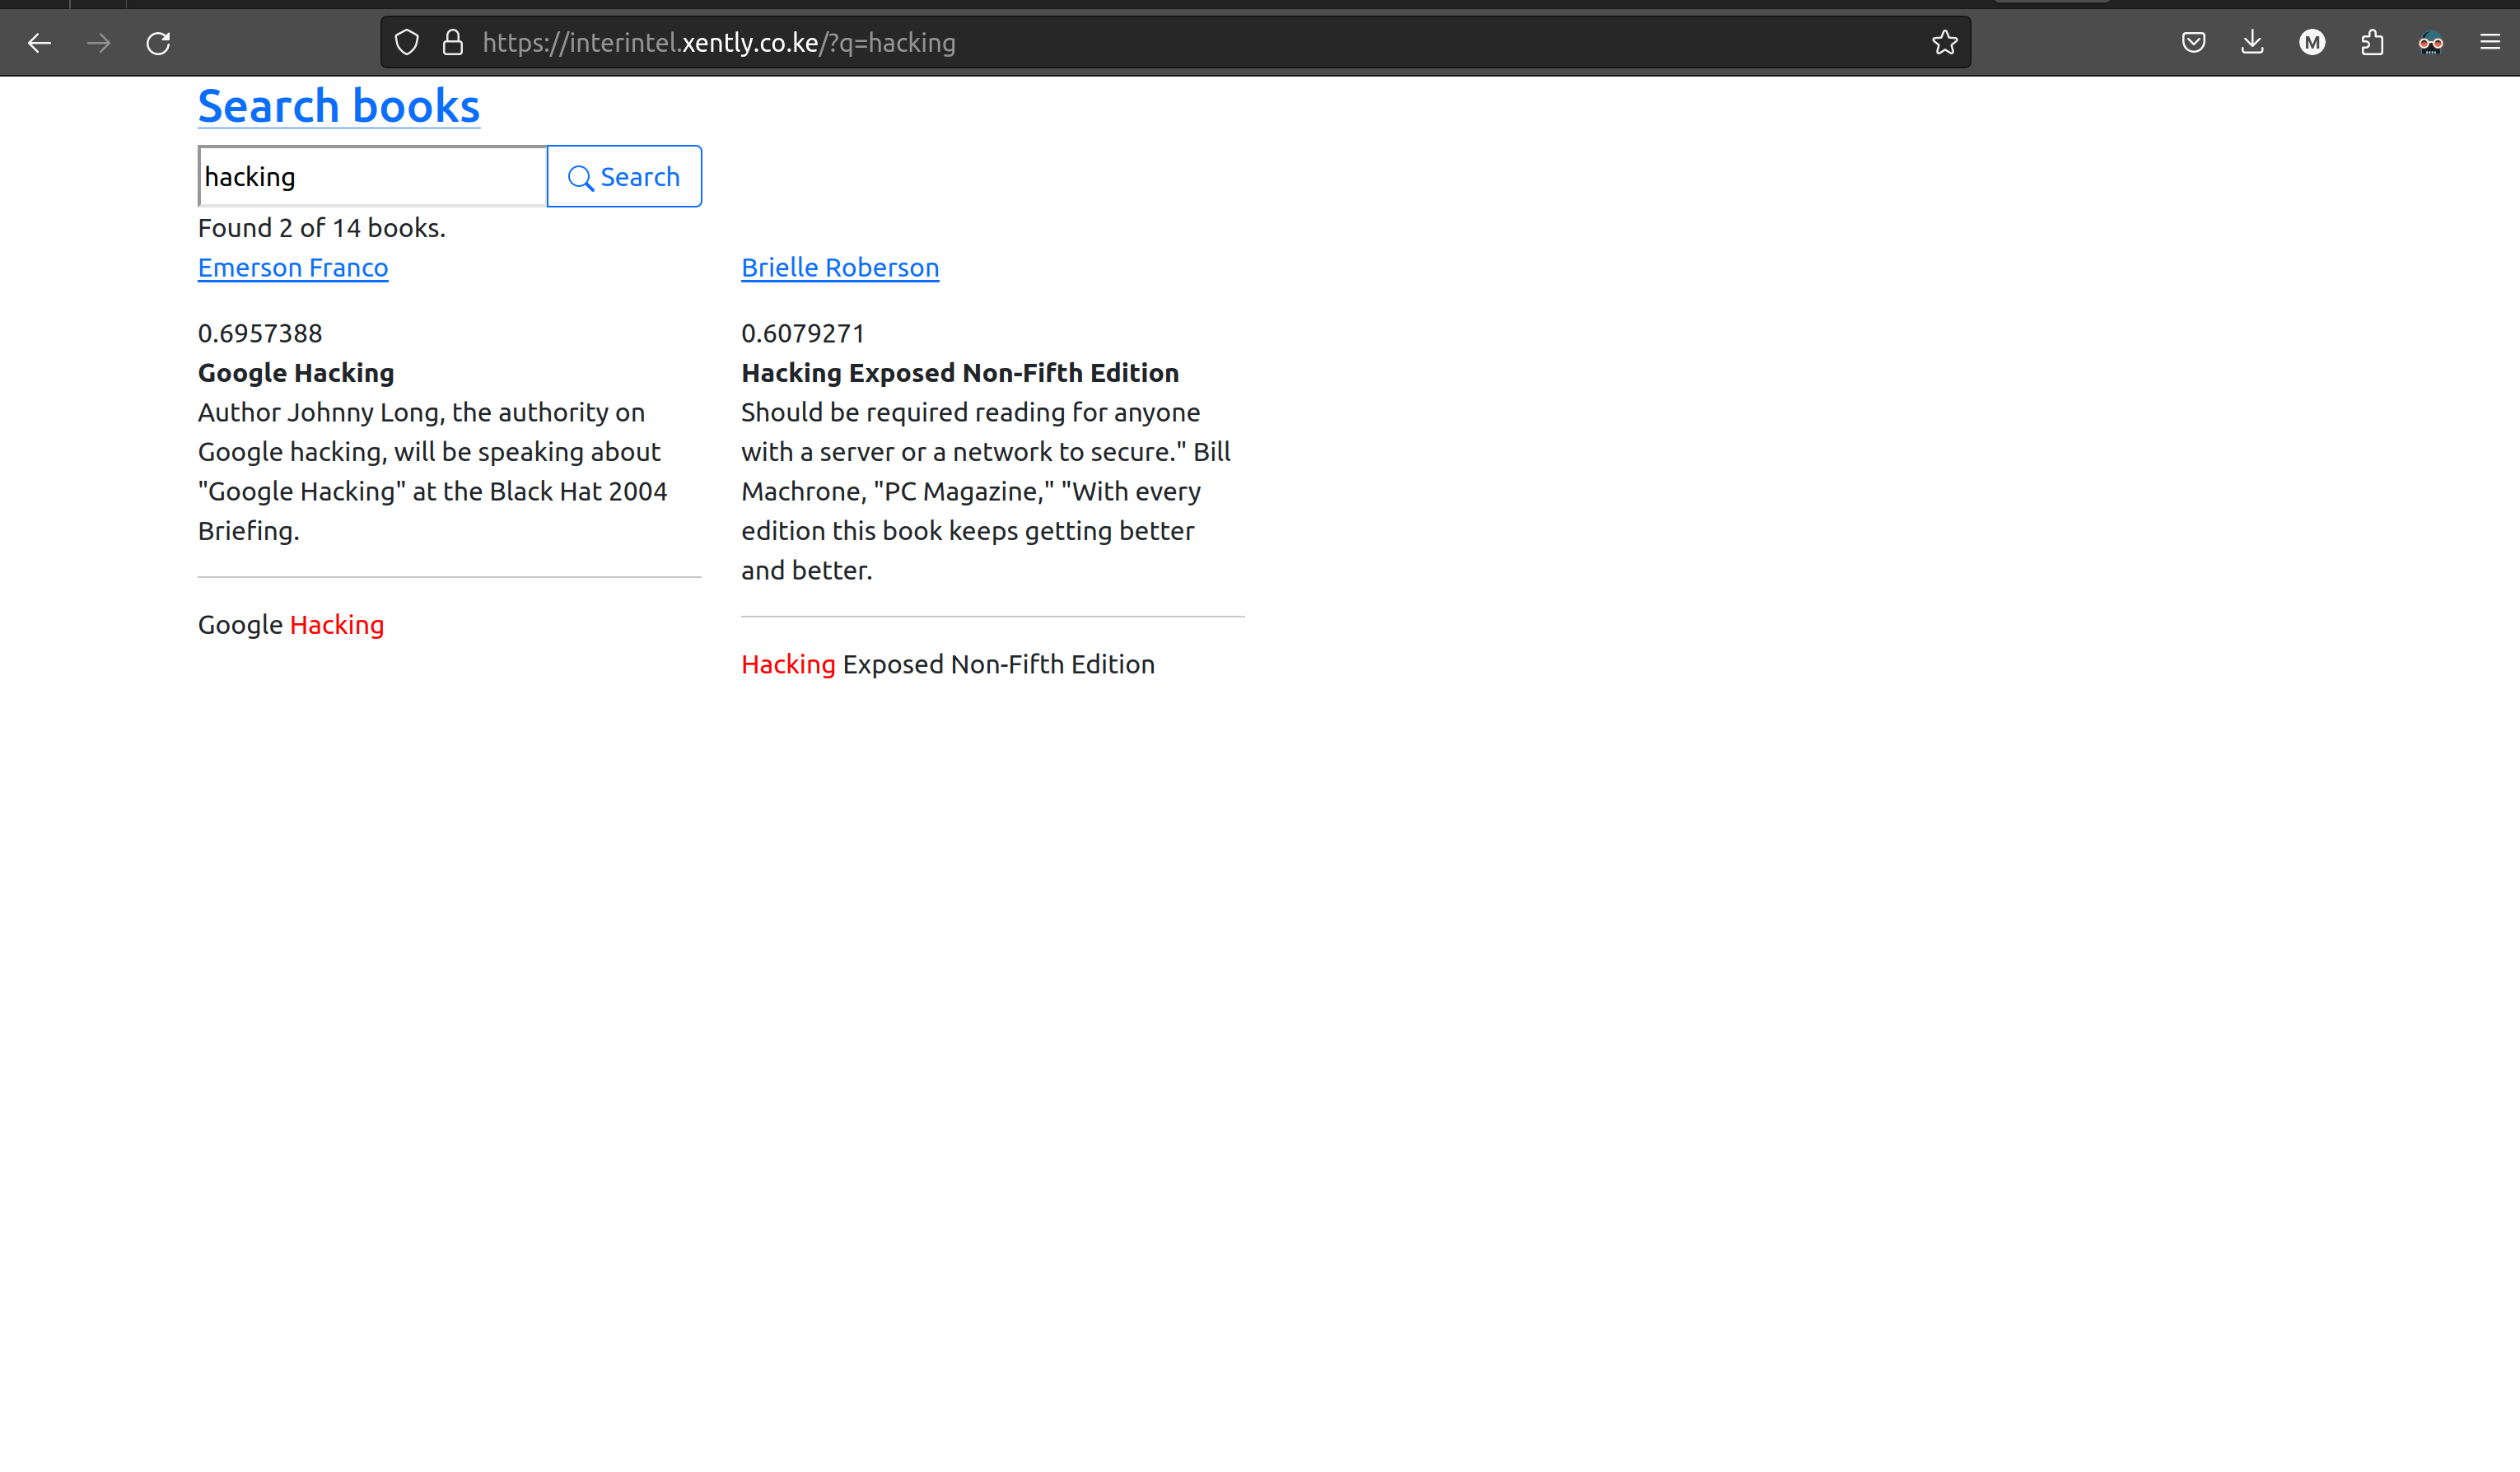 https://interintel.xently.co.ke/?q=hacking
M
Search books
hacking
Search
Found 2 of 14 books.
Emerson Franco
0.6957388
Google Hacking
Author Johnny Long, the authority on
Google hacking, will be speaking about
"Google Hacking" at the Black Hat 2004
Briefing.
Google Hacking
Brielle Roberson
0.6079271
Hacking Exposed Non-Fifth Edition
Should be required reading for anyone
with a server or a network to secure." Bill
Machrone, "PC Magazine," "With every
edition this book keeps getting better
and better.
Hacking Exposed Non-Fifth Edition